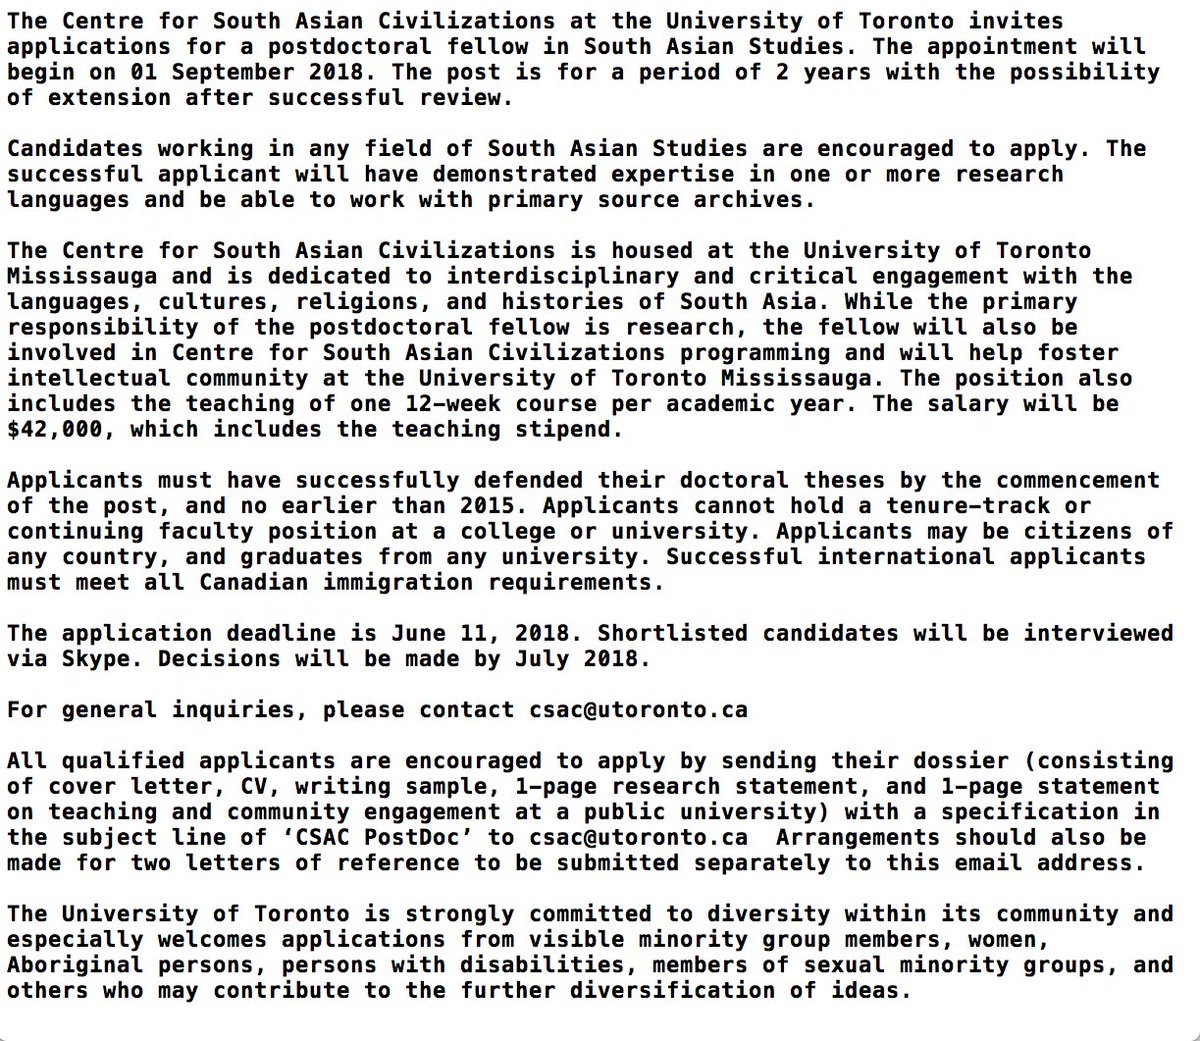 The Centre for South Asian Civilizations at the University of Toronto invites
applications for a postdoctoral fellow in South Asian Studies. The appointment will
begin on 01 September 2018. The post is for a period of 2 years with the possibility
of extension after successful review.

Candidates working in any field of South Asian Studies are encouraged to apply. The
successful applicant will have demonstrated expertise in one or more research
languages and be able to work with primary source archives.

The Centre for South Asian Civilizations is housed at the University of Toronto
Mississauga and is dedicated to interdisciplinary and critical engagement with the
languages, cultures, religions, and histories of South Asia. While the primary
responsibility of the postdoctoral fellow is research, the fellow will also be
involved in Centre for South Asian Civilizations programming and will help foster
intellectual community at the University of Toronto Mississauga. The position also
includes the teaching of one 12–week course per academic year. The salary will be
$42,000, which includes the teaching stipend.

Applicants must have successfully defended their doctoral theses by the commencement
of the post, and no earlier than 2015. Applicants cannot hold a tenure–track or
continuing faculty position at a college or university. Applicants may be citizens of
any country, and graduates from any university. Successful international applicants
must meet all Canadian immigration requirements.

The application deadline is June 11, 2018. Shortlisted candidates will be interviewed
via Skype. Decisions will be made by July 2018.

For general inquiries, please contact csac@utoronto.ca

All qualified applicants are encouraged to apply by sending their dossier (consisting
of cover letter, CV, writing sample, 1–page research statement, and 1–page statement
on teaching and community engagement at a public university) with a specification in
the subject line of ‘CSAC PostDoc’ to csac@utoronto.ca  Arrangements should also be
made for two letters of reference to be submitted separately to this email address.

The University of Toronto is strongly committed to diversity within its community and
especially welcomes applications from visible minority group members, women,
Aboriginal persons, persons with disabilities, members of sexual minority groups, and
others who may contribute to the further diversification of ideas.